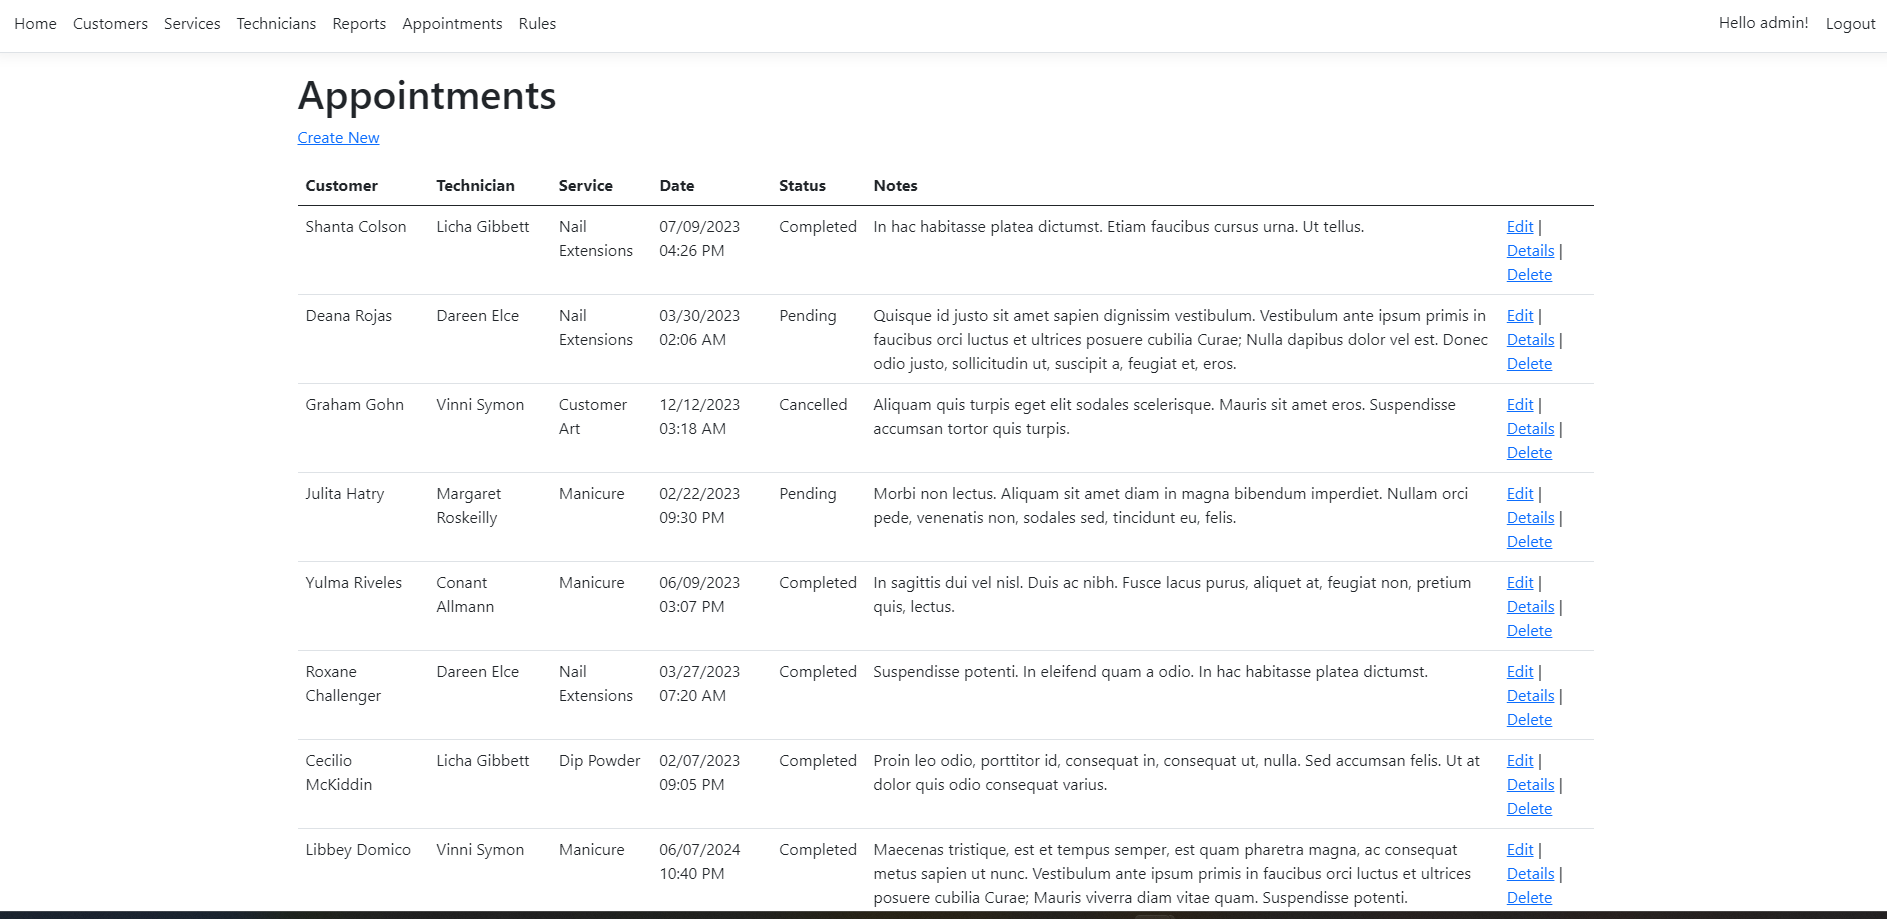 Home Customers Services Technicians Reports Appointments Rules Hello admin! Logout
Appointments
Create New
Customer Technician Service Date Status Notes
Shanta Colson Licha Gibbett Nail 07/09/2023 Completed In hac habitasse platea dictumst. Etiam faucibus cursus urna. Ut tellus. Edit |
Extensions 04:26 PM Details |
Delete
Deana Rojas Dareen Elce Nail 03/30/2023 Pending Quisque id justo sit amet sapien dignissim vestibulum. Vestibulum ante ipsum primis in Edit |
Extensions 02:06 AM faucibus orci luctus et ultrices posuere cubilia Curae; Nulla dapibus dolor vel est. Donec Details |
odio justo, sollicitudin ut, suscipit a, feugiat et, eros. Delete
Graham Gohn Vinni Symon Customer 12/12/2023 Cancelled Aliquam quis turpis eget elit sodales scelerisque. Mauris sit amet eros. Suspendisse Edit |
Art 03:18 AM accumsan tortor quis turpis. Details |
Delete
Julita Hatry Margaret Manicure 02/22/2023 Pending Morbi non lectus. Aliquam sit amet diam in magna bibendum imperdiet. Nullam orci Edit |
Roskeilly 09:30 PM pede, venenatis non, sodales sed, tincidunt eu, felis. Details |
Delete
Yulma Riveles Conant Manicure 06/09/2023 Completed In sagittis dui vel nisl. Duis ac nibh. Fusce lacus purus, aliquet at, feugiat non, pretium Edit |
Allmann 03:07 PM quis, lectus. Details |
Delete
Roxane Dareen Elce Nail 03/27/2023 Completed Suspendisse potenti. In eleifend quam a odio. In hac habitasse platea dictumst. Edit |
Challenger Extensions 07:20 AM Details |
Delete
Cecilio Licha Gibbett Dip Powder 02/07/2023 Completed Proin leo odio, porttitor id, consequat in, consequat ut, nulla. Sed accumsan felis. Ut at Edit |
McKiddin 09:05 PM dolor quis odio consequat varius. Details |
Delete
Libbey Domico Vinni Symon Manicure 06/07/2024 Completed Maecenas tristique, est et tempus semper, est quam pharetra magna, ac consequat Edit |
10:40 PM metus sapien ut nunc. Vestibulum ante ipsum primis in faucibus orci luctus et ultrices Details |
posuere cubilia Curae; Mauris viverra diam vitae quam. Suspendisse potenti. Delete